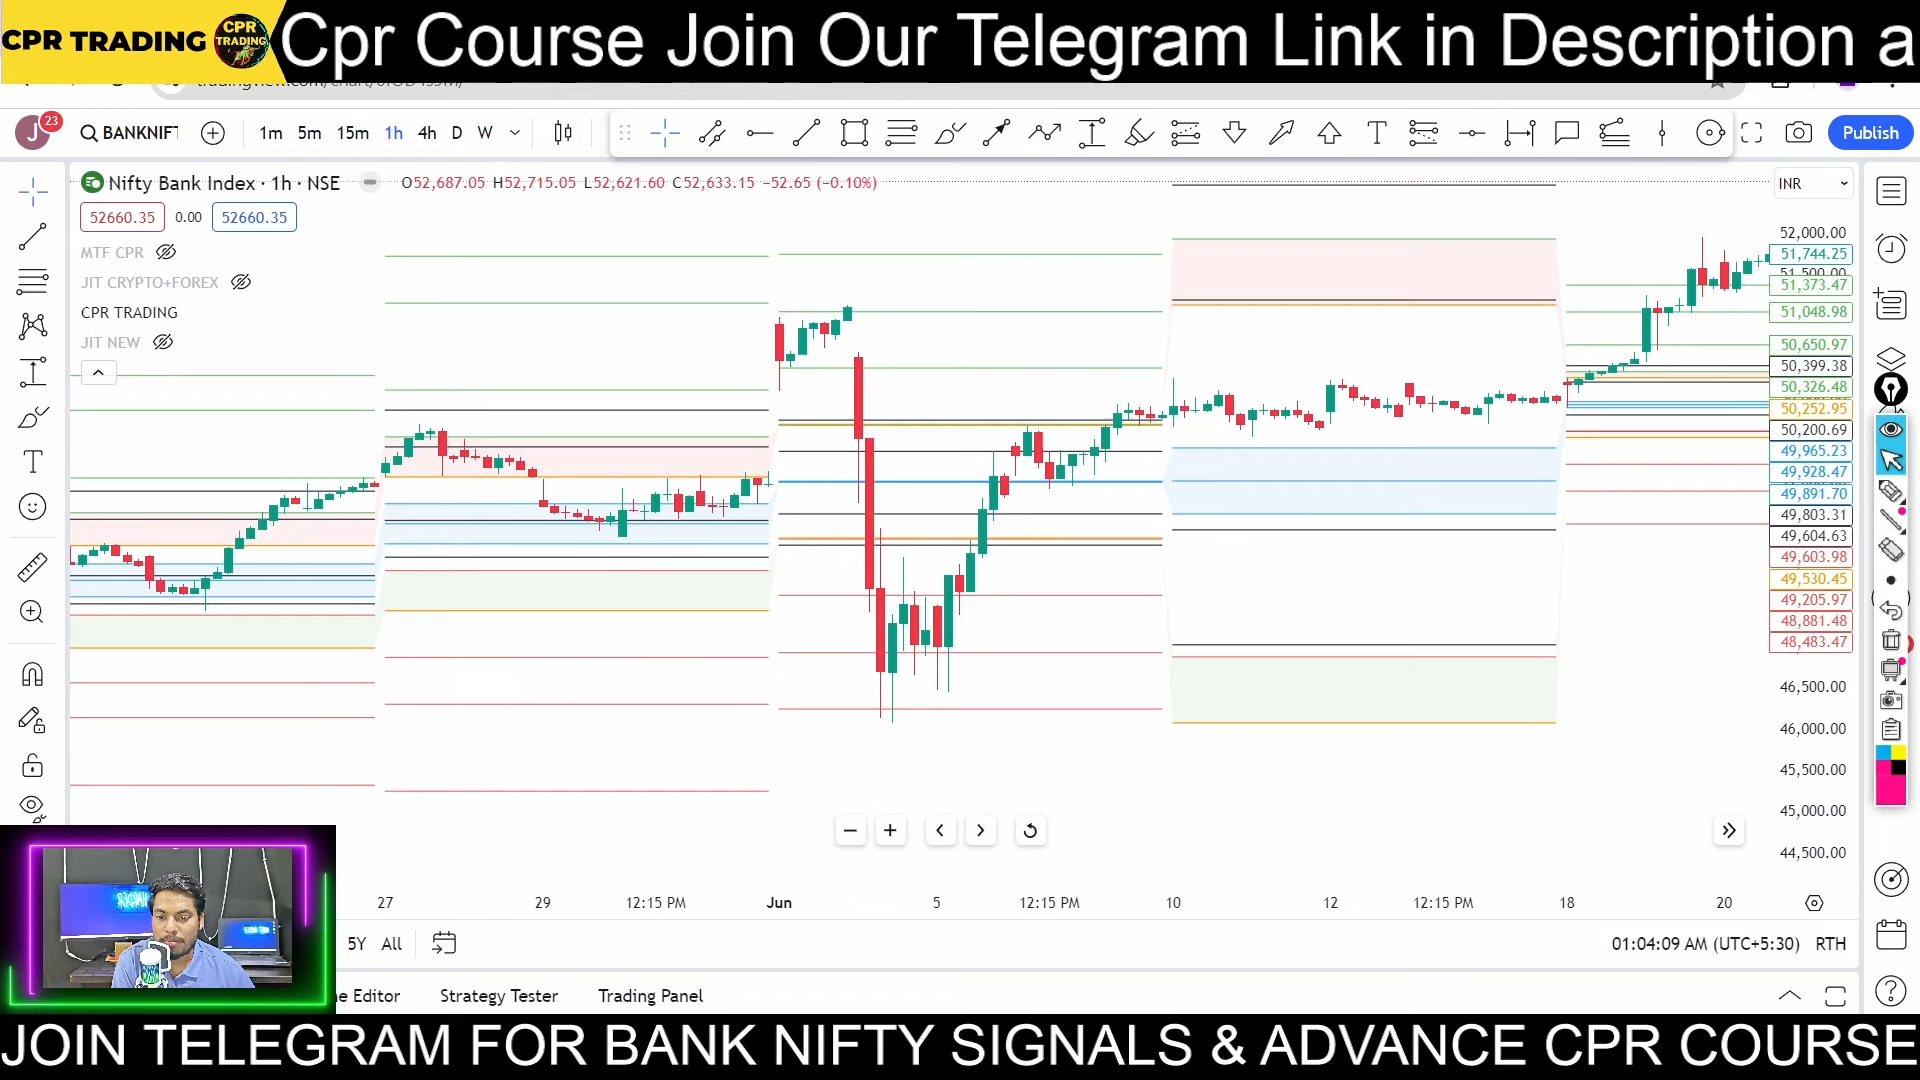 CPR TRADING
CPR
TRADING
Cpr Course Join Our Telegram Link in Description a
J
23
BANKNIF
1m 5m 15m 1h 4h D W
Publish
Nifty Bank Index · 1h · NSE
O52,687.05 H52,715.05 L52,621.60 C52,633.15 −52.65 (−0.10%)
INR
52660.35 0.00 52660.35
MTF CPR
JIT CRYPTO+FOREX
CPR TRADING
JIT NEW
52,000.00
51,744.25
51,500.00
51,373.47
51,048.98
50,650.97
50,399.38
50,326.48
50,252.95
50,200.69
49,965.23
49,928.47
49,891.70
49,803.31
49,604.63
49,603.98
49,530.45
49,205.97
48,881.48
48,483.47
46,500.00
46,000.00
45,500.00
45,000.00
44,500.00
27 29 12:15 PM Jun 5 12:15 PM 10 12 12:15 PM 18 20
5Y All
01:04:09 AM (UTC+5:30) RTH
e Editor Strategy Tester Trading Panel
JOIN TELEGRAM FOR BANK NIFTY SIGNALS & ADVANCE CPR COURSE